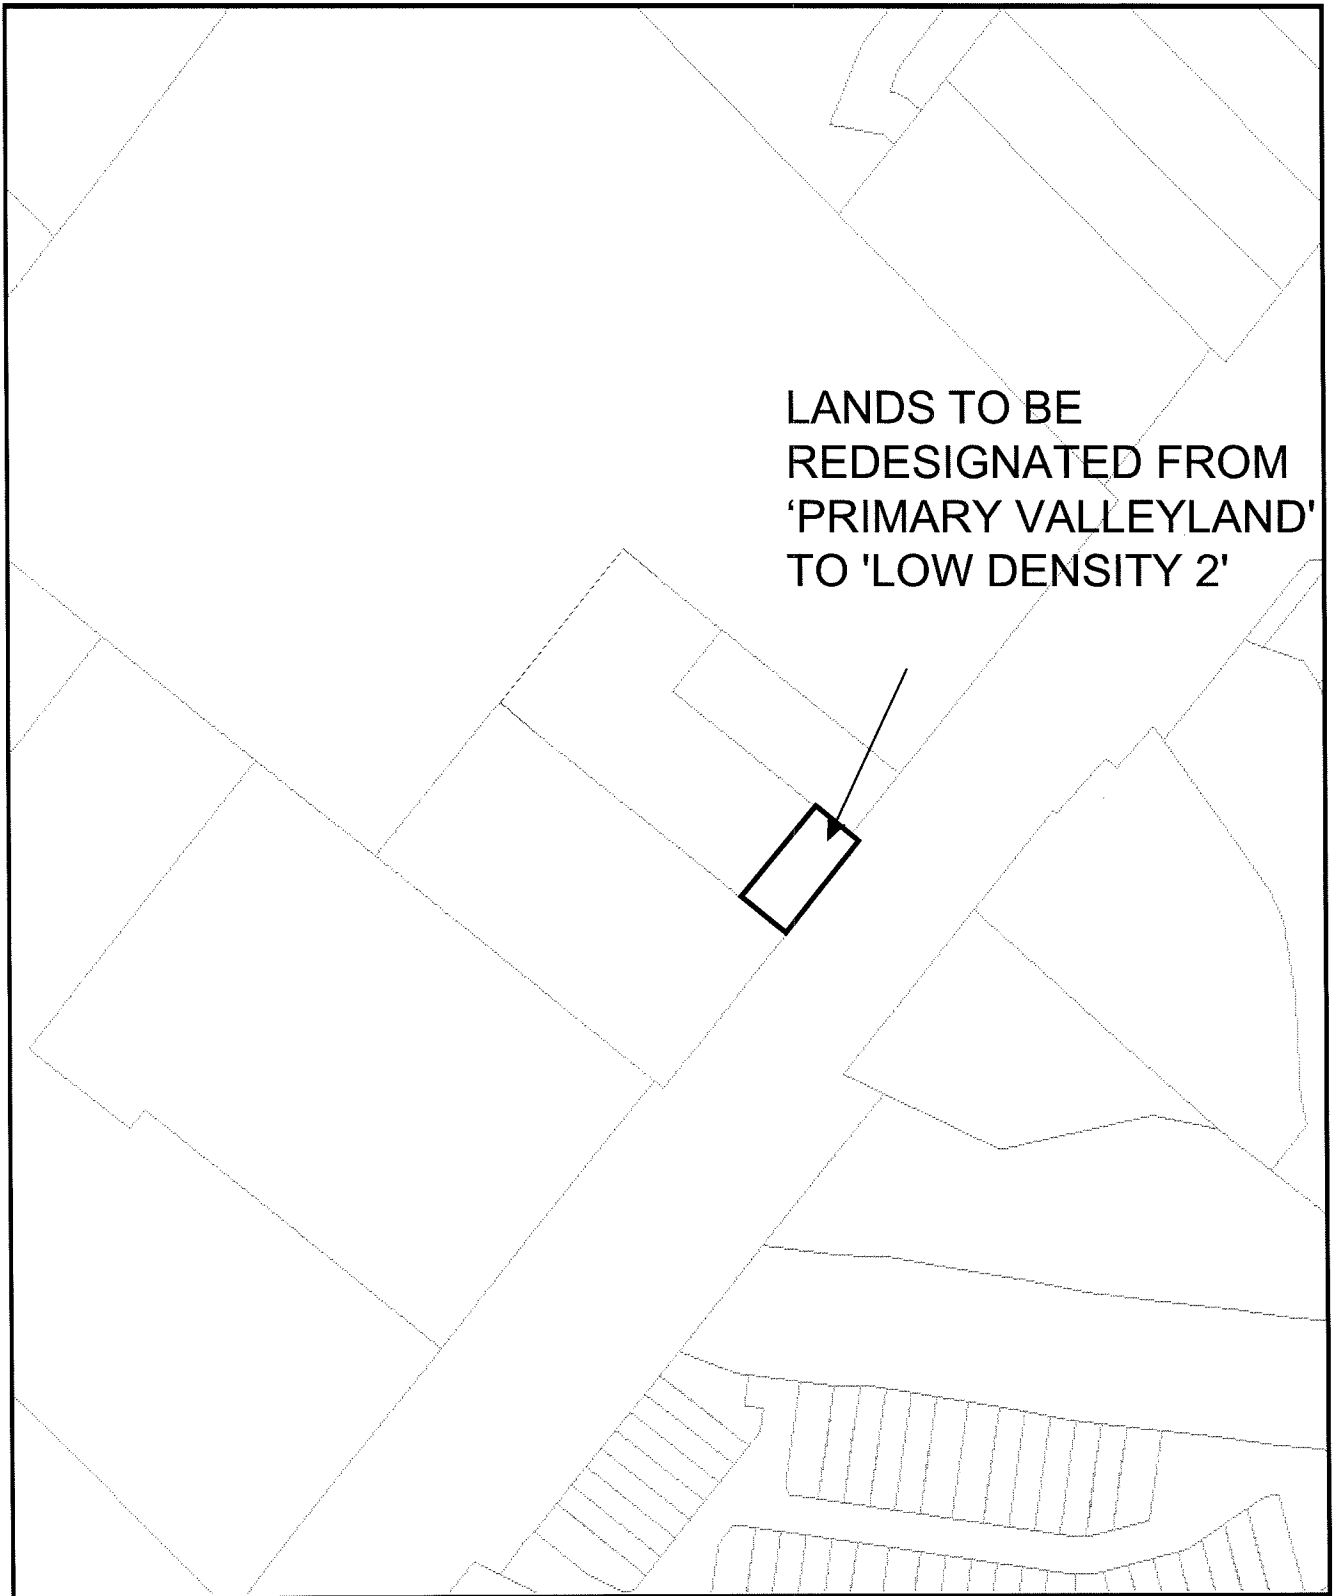 LANDS TO BE
REDESIGNATED FROM
‘PRIMARY VALLEYLAND'
TO 'LOW DENSITY 2'